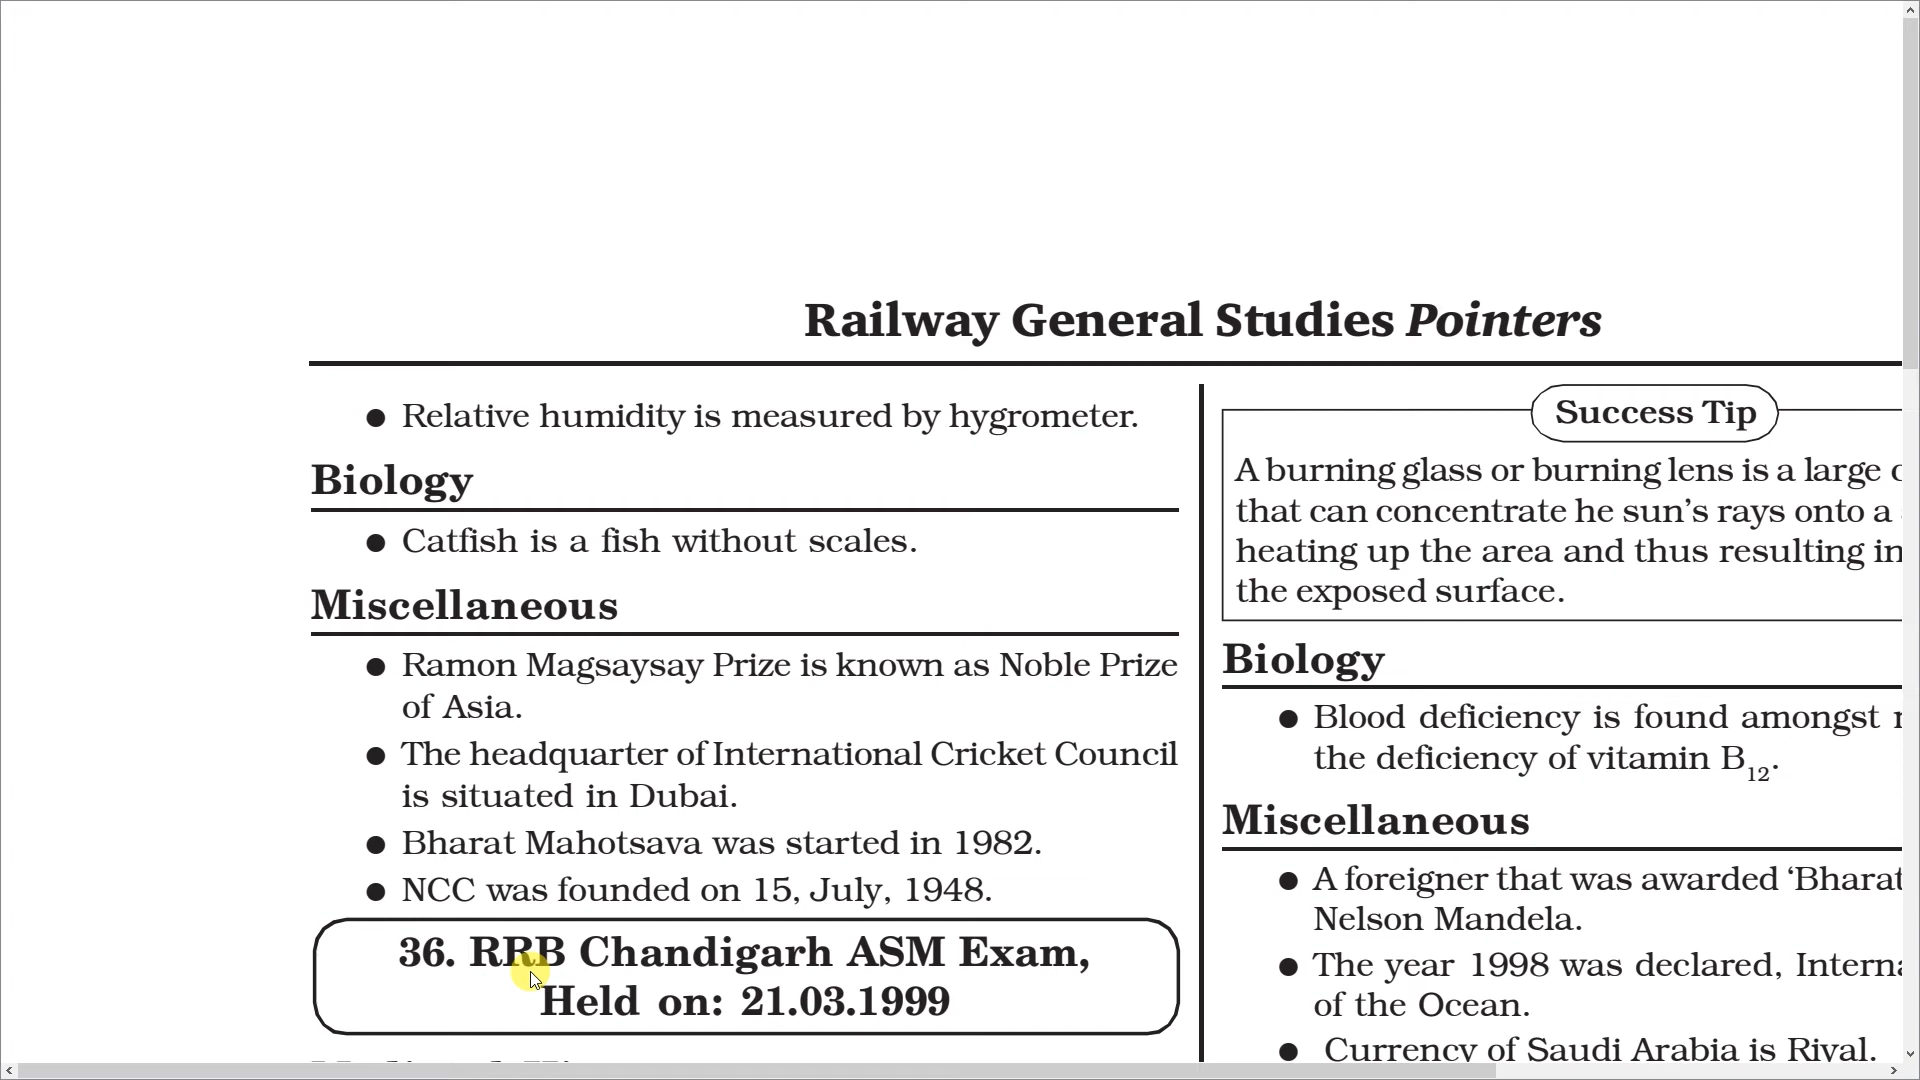 Railway General Studies Pointers
● Relative humidity is measured by hygrometer.
Biology
● Catfish is a fish without scales.
Miscellaneous
● Ramon Magsaysay Prize is known as Noble Prize
of Asia.
● The headquarter of International Cricket Council
is situated in Dubai.
● Bharat Mahotsava was started in 1982.
● NCC was founded on 15, July, 1948.
36. RRB Chandigarh ASM Exam,
Held on: 21.03.1999
Success Tip
A burning glass or burning lens is a large
that can concentrate he sun’s rays onto a
heating up the area and thus resulting in
the exposed surface.
Biology
● Blood deficiency is found amongst
the deficiency of vitamin B12.
Miscellaneous
● A foreigner that was awarded ‘Bharat
Nelson Mandela.
● The year 1998 was declared, Interna
of the Ocean.
● Currency of Saudi Arabia is Riyal.